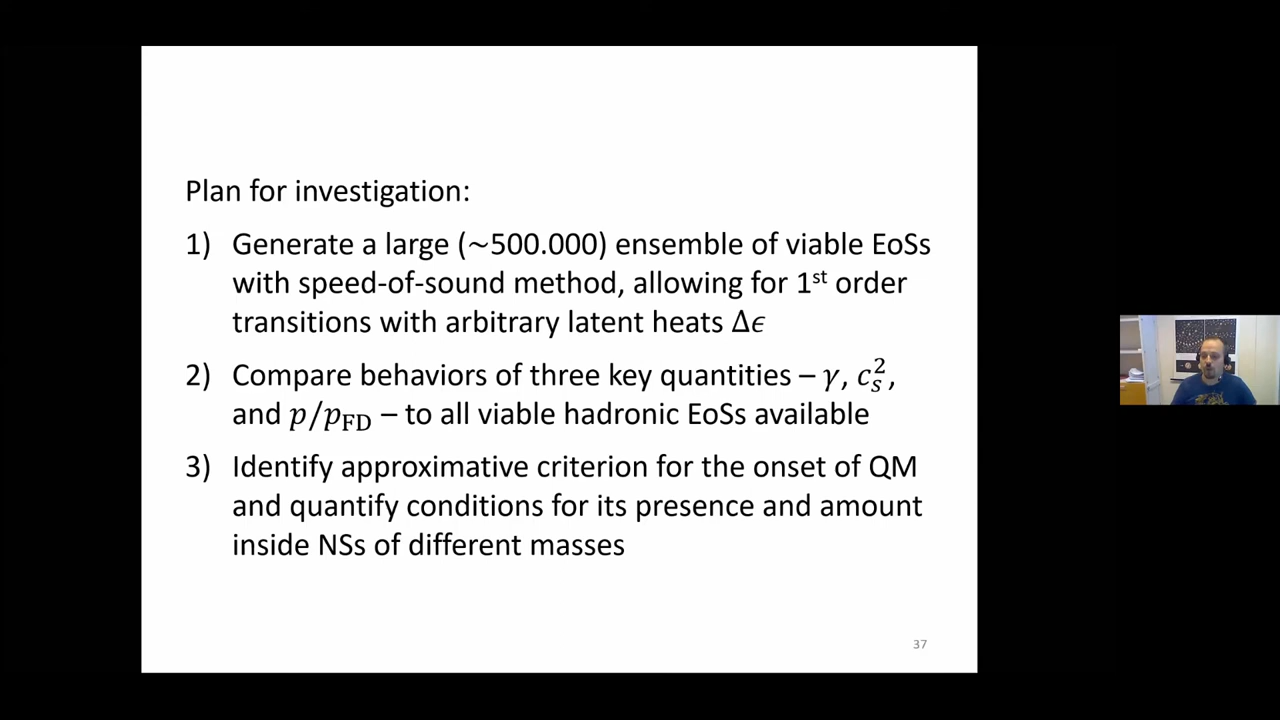 Plan for investigation:
1) Generate a large (~500.000) ensemble of viable EoSs
with speed-of-sound method, allowing for 1st order
transitions with arbitrary latent heats Δϵ
2) Compare behaviors of three key quantities – γ, c_s^2,
and p/p_FD – to all viable hadronic EoSs available
3) Identify approximative criterion for the onset of QM
and quantify conditions for its presence and amount
inside NSs of different masses
37